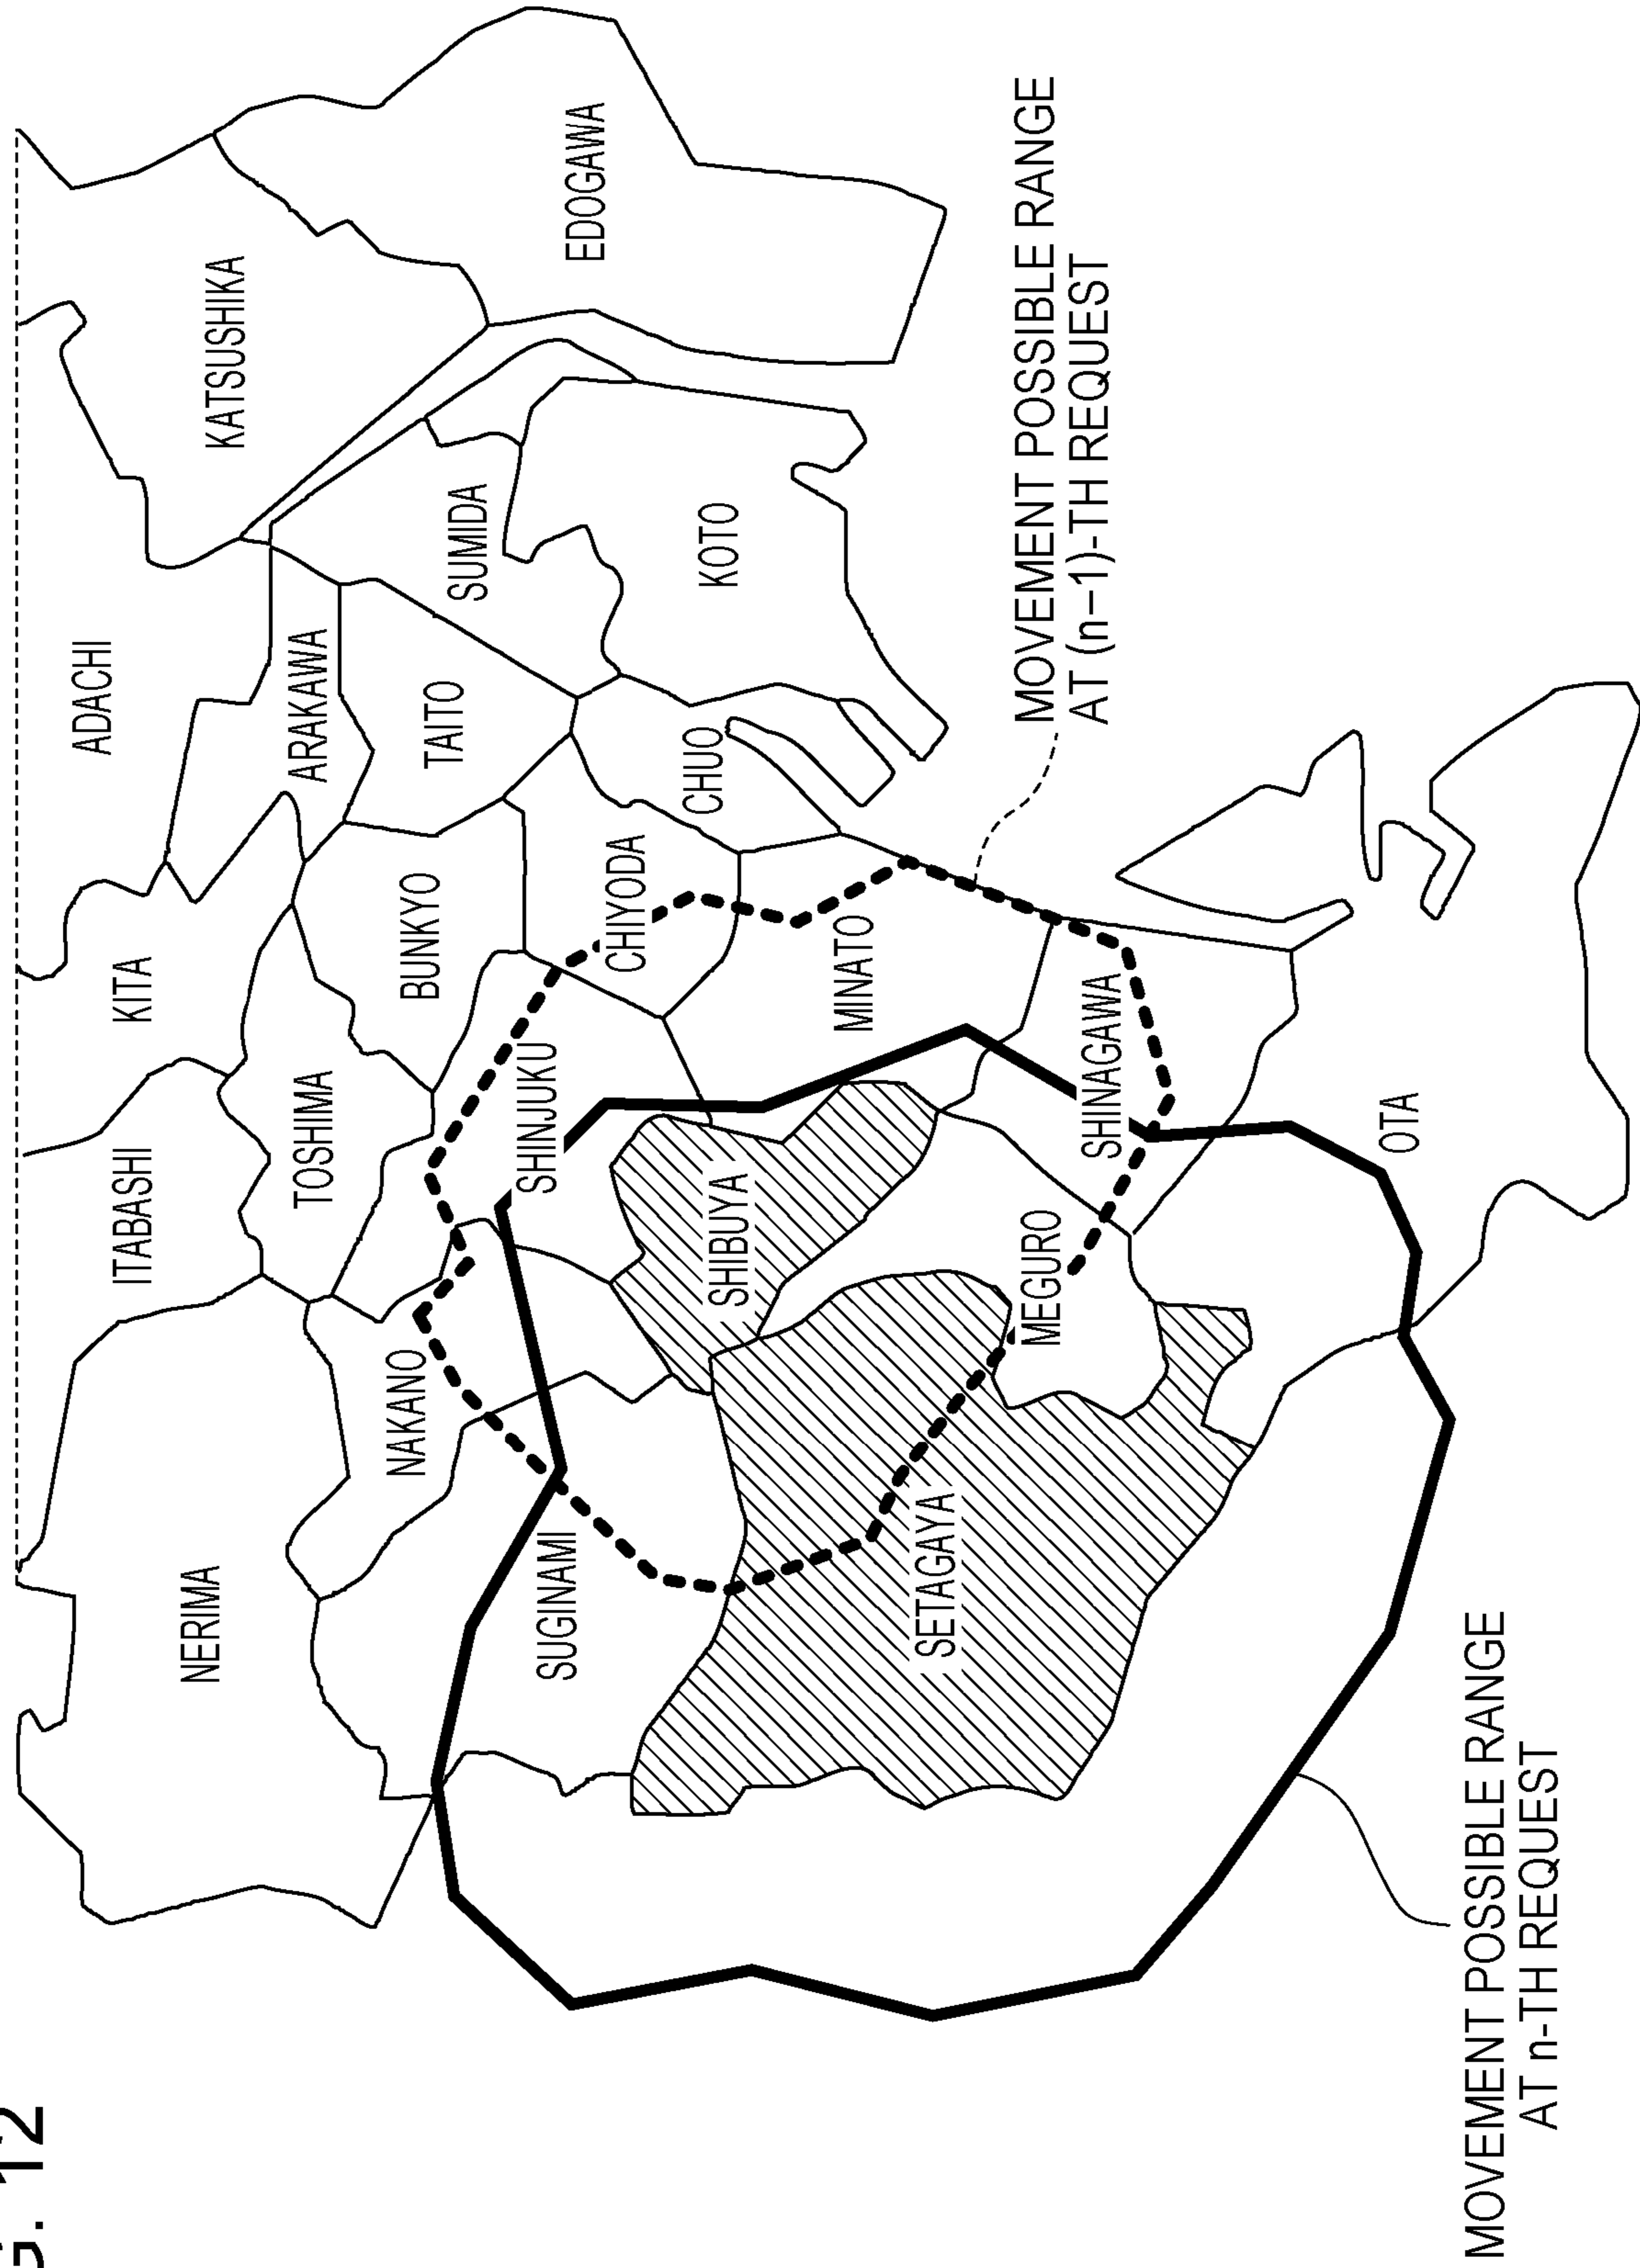 G. 12
ADACHI
ITABASHI
KITA
NERIMA
KATSUSHIKA
TOSHIMA
ARAKAWA
NAKANO
BUNKYO
TAITO
SUMIDA
SUGINAMI
SHINJUKU
EDOGAWA
CHIYODA
CHUO
KOTO
SHIBUYA
MINATO
SETAGAYA
MEGURO
SHINAGAWA
MOVEMENT POSSIBLE RANGE
AT (n−1)-TH REQUEST
OTA
MOVEMENT POSSIBLE RANGE
AT n-TH REQUEST